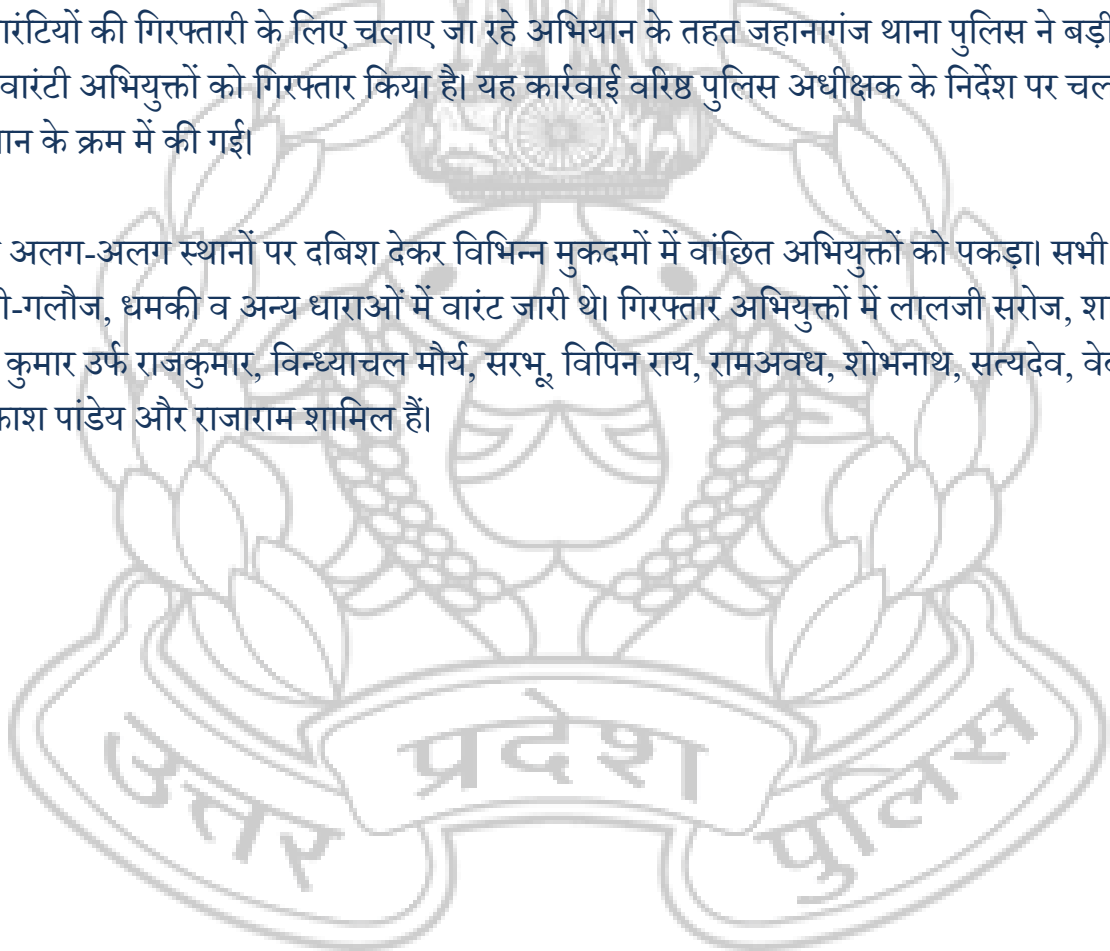 रंटियों की गिरफ्तारी के लिए चलाए जा रहे अभियान के तहत जहानागंज थाना पुलिस ने बड़ी
वारंटी अभियुक्तों को गिरफ्तार किया है। यह कार्रवाई वरिष्ठ पुलिस अधीक्षक के निर्देश पर चल
के क्रम में की गई।
अलग-अलग स्थानों पर दबिश देकर विभिन्न मुकदमों में वांछित अभियुक्तों को पकड़ा। सभी
-गलौज, धमकी व अन्य धाराओं में वारंट जारी थे। गिरफ्तार अभियुक्तों में लालजी सरोज,
कुमार उर्फ राजकुमार, विन्ध्याचल मौर्य, सरभू, विपिन राय, रामअवध, शोभनाथ, सत्यदेव,
पांडेय और राजाराम शामिल हैं।
उत्तर प्रदेश पुलिस